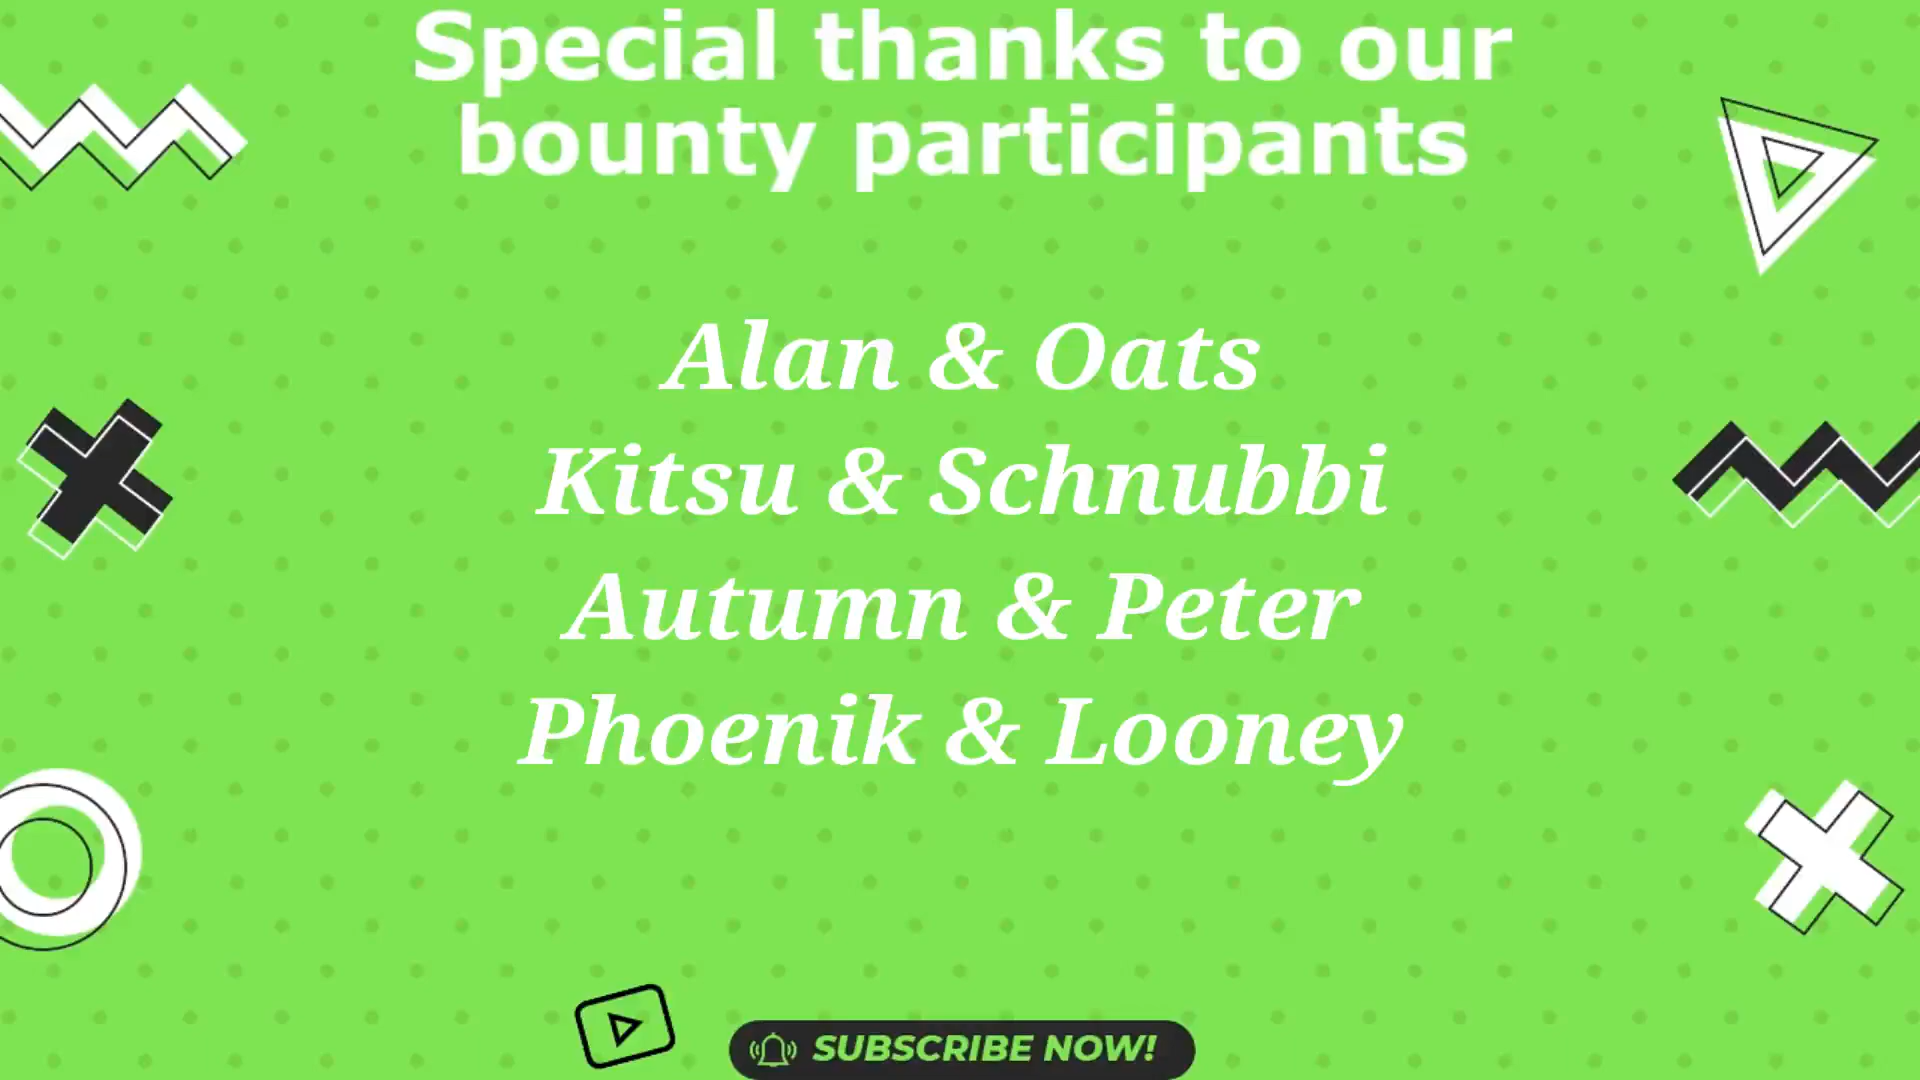 Special thanks to our
bounty participants
Alan & Oats
Kitsu & Schnubbi
Autumn & Peter
Phoenik & Looney
SUBSCRIBE NOW!